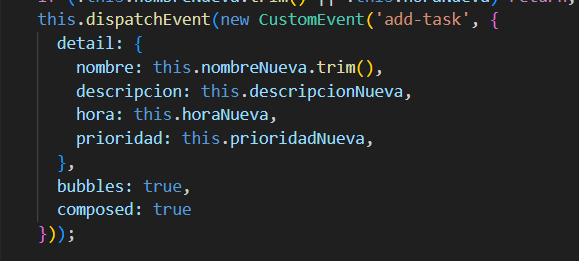 this.dispatchEvent(new CustomEvent('add-task', {
detail: {
nombre: this.nombreNueva.trim(),
descripcion: this.descripcionNueva,
hora: this.horaNueva,
prioridad: this.prioridadNueva,
},
bubbles: true,
composed: true
}));